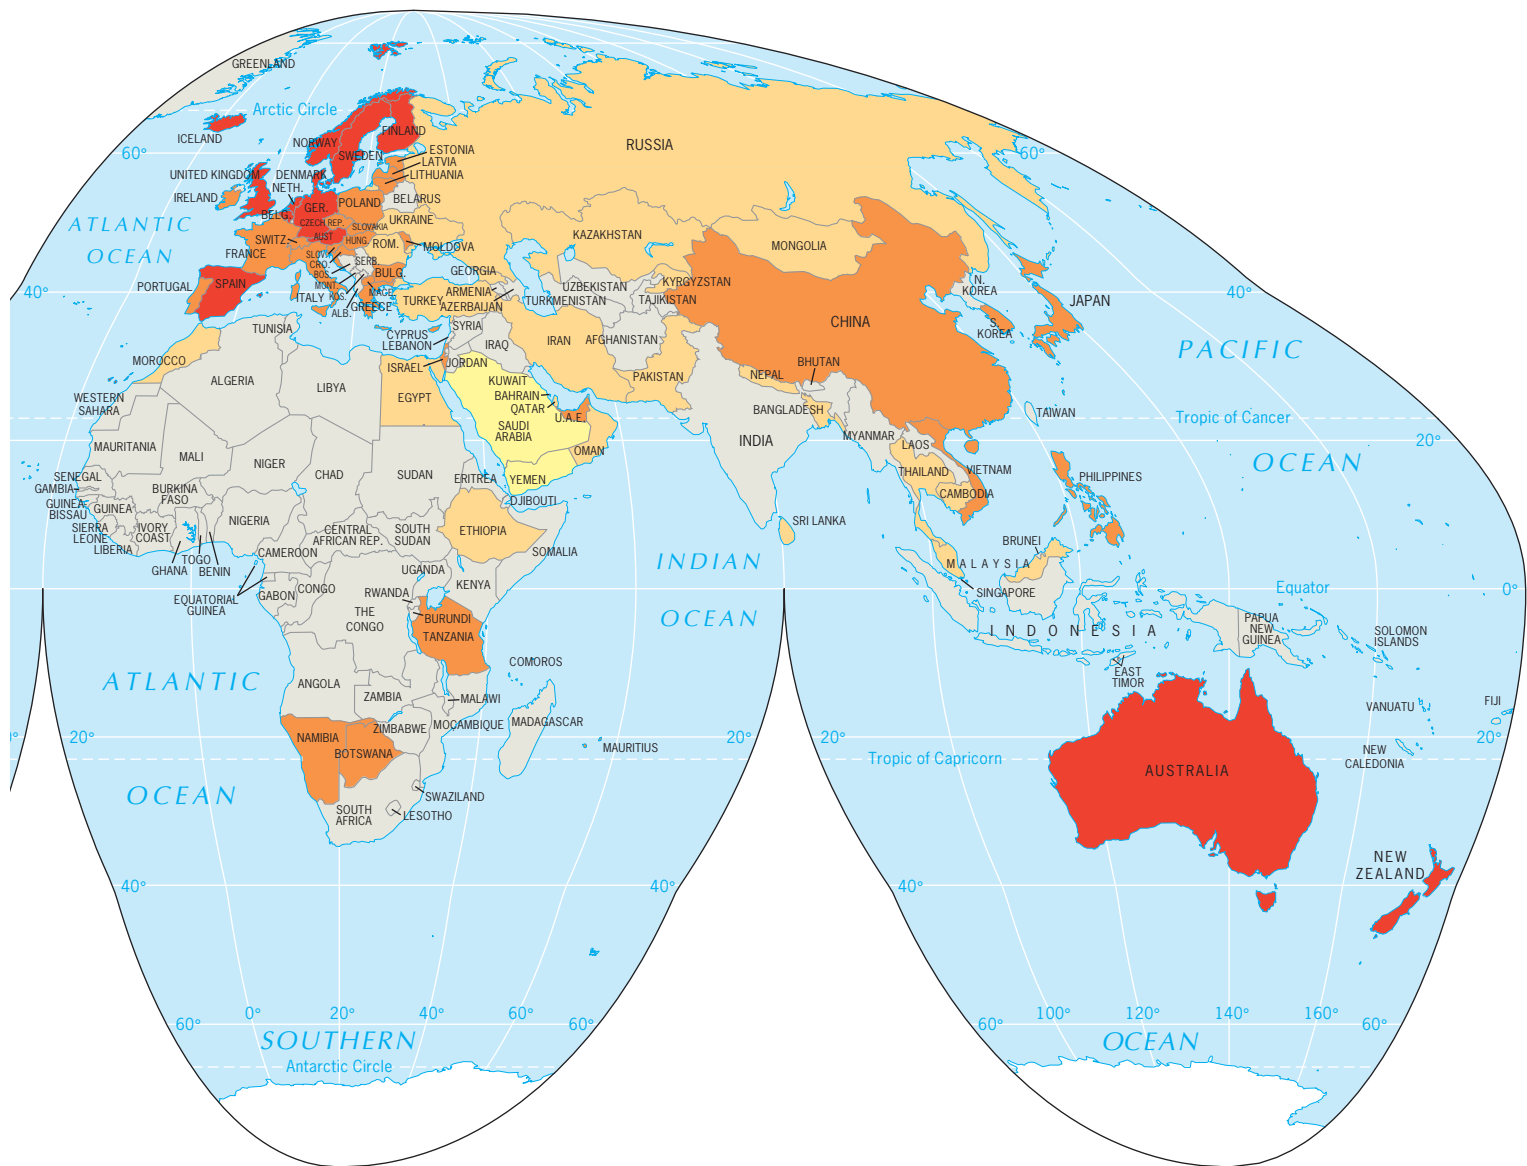 GREENLAND
Arctic Circle
ICELAND
NORWAY
FINLAND
SWEDEN
RUSSIA
60°
60°
ESTONIA
LATVIA
LITHUANIA
UNITED KINGDOM
DENMARK
NETH.
IRELAND
BELG.
GER.
POLAND
BELARUS
CZECH REP.
SLOVAKIA
UKRAINE
ATLANTIC
OCEAN
SWITZ.
AUST
HUNG.
ROM.
MOLDOVA
FRANCE
SLOV.
CRO.
BOS.
SERB.
BULG.
MONT.
KOS.
MACE.
ITALY
ALB.
GREECE
PORTUGAL
SPAIN
KAZAKHSTAN
MONGOLIA
GEORGIA
ARMENIA
AZERBAIJAN
TURKEY
UZBEKISTAN
TURKMENISTAN
KYRGYZSTAN
TAJIKISTAN
N.
KOREA
S.
KOREA
JAPAN
CHINA
40°
40°
PACIFIC
OCEAN
TUNISIA
CYPRUS
LEBANON
SYRIA
IRAQ
IRAN
AFGHANISTAN
MOROCCO
ISRAEL
JORDAN
PAKISTAN
NEPAL
BHUTAN
ALGERIA
LIBYA
EGYPT
KUWAIT
BAHRAIN
QATAR
U.A.E.
SAUDI
ARABIA
OMAN
YEMEN
WESTERN
SAHARA
BANGLADESH
INDIA
MYANMAR
LAOS
TAIWAN
Tropic of Cancer
20°
MAURITANIA
MALI
NIGER
CHAD
SUDAN
ERITREA
DJIBOUTI
THAILAND
VIETNAM
CAMBODIA
PHILIPPINES
SENEGAL
GAMBIA
GUINEA-
BISSAU
GUINEA
SIERRA
LEONE
LIBERIA
BURKINA
FASO
IVORY
COAST
GHANA
TOGO
BENIN
NIGERIA
CAMEROON
CENTRAL
AFRICAN REP.
SOUTH
SUDAN
ETHIOPIA
SOMALIA
SRI LANKA
BRUNEI
MALAYSIA
SINGAPORE
INDIAN
OCEAN
EQUATORIAL
GUINEA
GABON
CONGO
THE
CONGO
UGANDA
KENYA
RWANDA
BURUNDI
TANZANIA
Equator
0°
INDONESIA
PAPUA
NEW
GUINEA
SOLOMON
ISLANDS
EAST
TIMOR
COMOROS
ATLANTIC
OCEAN
ANGOLA
ZAMBIA
MALAWI
MOÇAMBIQUE
MADAGASCAR
MAURITIUS
ZIMBABWE
NAMIBIA
BOTSWANA
SWAZILAND
LESOTHO
SOUTH
AFRICA
VANUATU
FIJI
NEW
CALEDONIA
20°
20°
20°
20°
Tropic of Capricorn
AUSTRALIA
NEW
ZEALAND
40°
40°
40°
60°
0°
20°
40°
60°
60°
60°
100°
120°
140°
160°
60°
SOUTHERN
OCEAN
Antarctic Circle